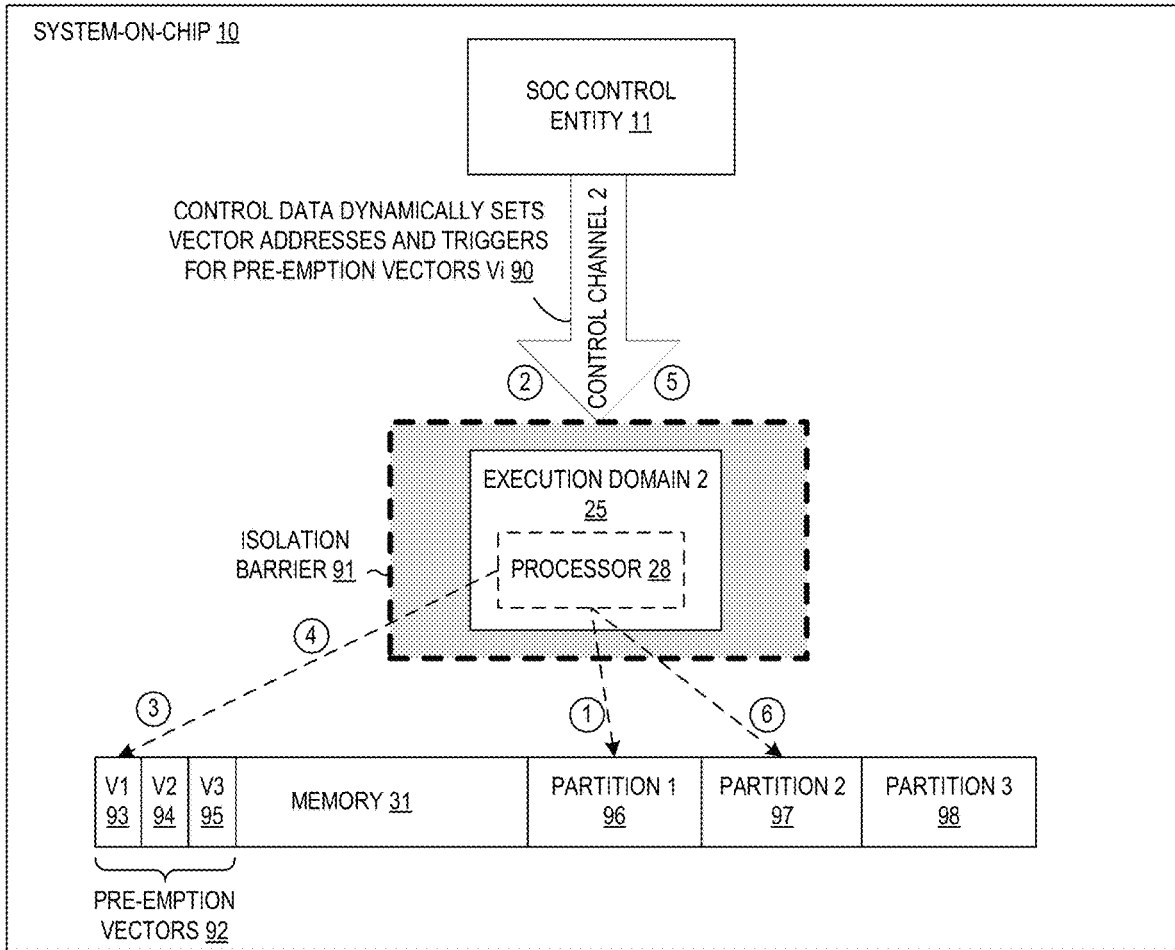 SYSTEM-ON-CHIP 10
SOC CONTROL
ENTITY 11
CONTROL DATA DYNAMICALLY SETS
VECTOR ADDRESSES AND TRIGGERS
FOR PRE-EMPTION VECTORS Vi 90
CONTROL CHANNEL 2
2
5
EXECUTION DOMAIN 2
25
PROCESSOR 28
ISOLATION
BARRIER 91
4
3
1
6
V1
93
V2
94
V3
95
MEMORY 31
PARTITION 1
96
PARTITION 2
97
PARTITION 3
98
PRE-EMPTION
VECTORS 92